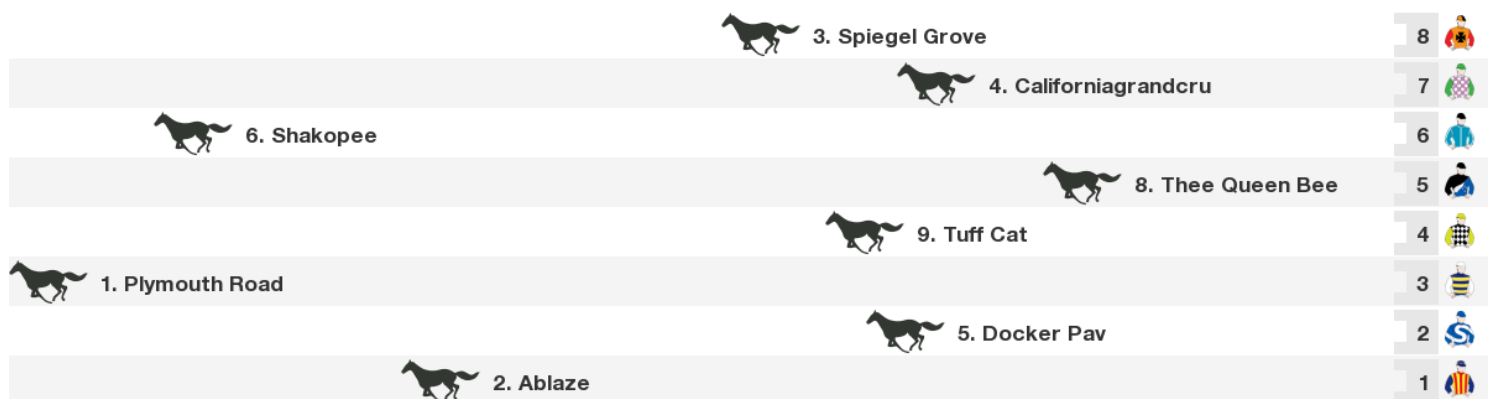 3. Spiegel Grove 8
4. Californiagrandcru 7
6. Shakopee 6
8. Thee Queen Bee 5
9. Tuff Cat 4
1. Plymouth Road 3
5. Docker Pav 2
2. Ablaze 1